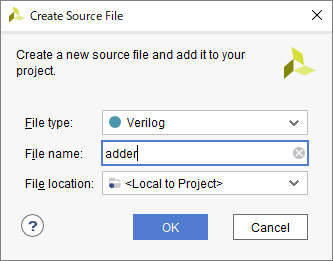 Create Source File
Create a new source file and add it to your
project.
File type: Verilog
File name: adder
File location: <Local to Project>
? OK Cancel